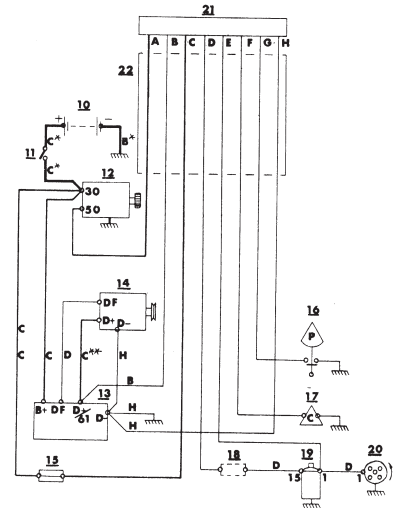 21
A B C D E F G H
22
10
+ −
C* B*
11
C*
12
30
50
14
DF
D+ D−
16
P
C C D C** H
B
13
B+ DF D+/61 D−
H
H
17
C
15
18 19 20
D D
15 1 1